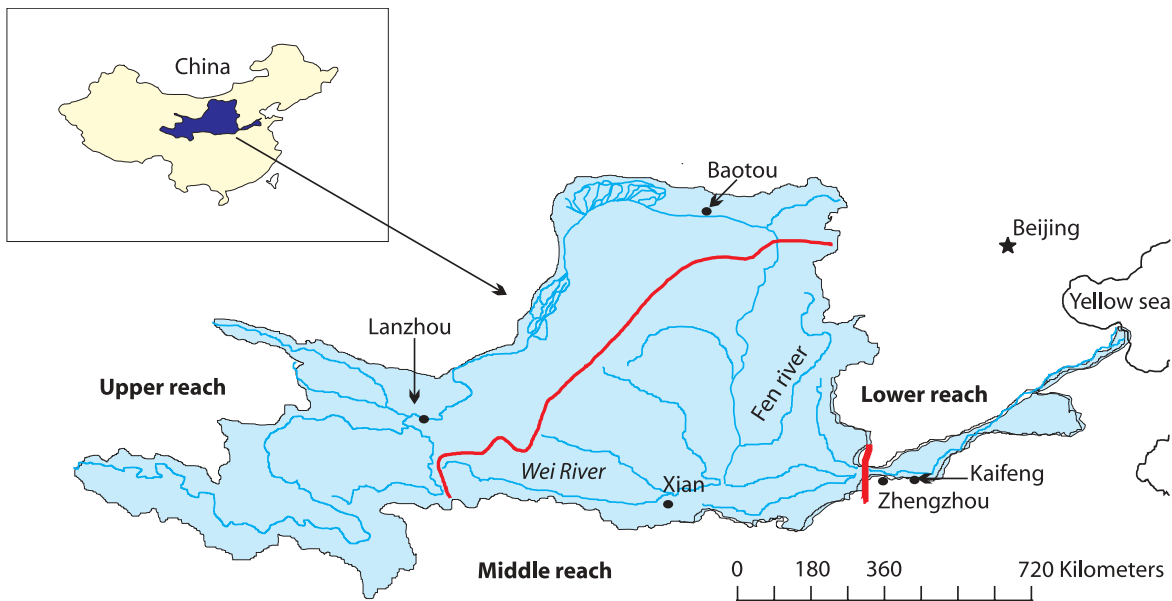 China
Baotou
Beijing
Yellow sea
Lanzhou
Upper reach
Fen river
Lower reach
Wei River
Xian
Kaifeng
Zhengzhou
Middle reach
0 180 360 720 Kilometers